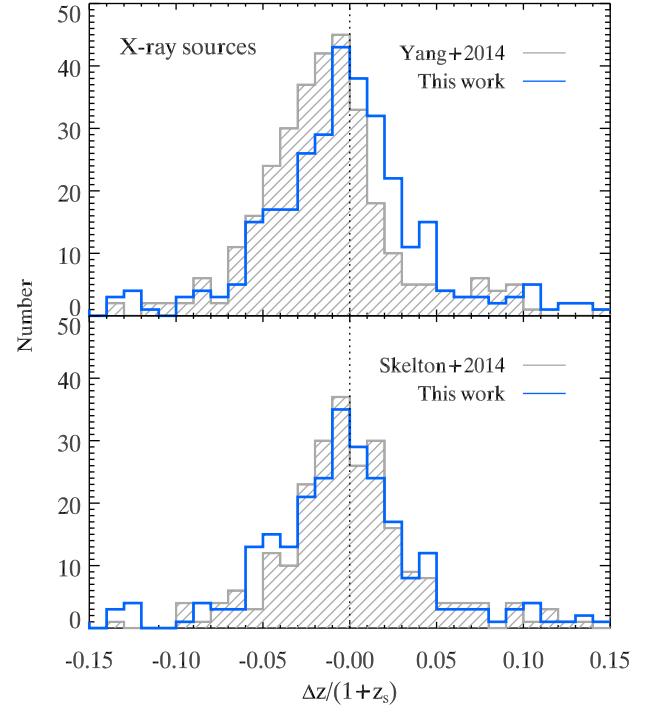 50
40
30
20
10
0
X-ray sources
Yang+2014
This work
Number
50
40
30
20
10
0
Skelton+2014
This work
-0.15 -0.10 -0.05 -0.00 0.05 0.10 0.15
Δz/(1+zₛ)